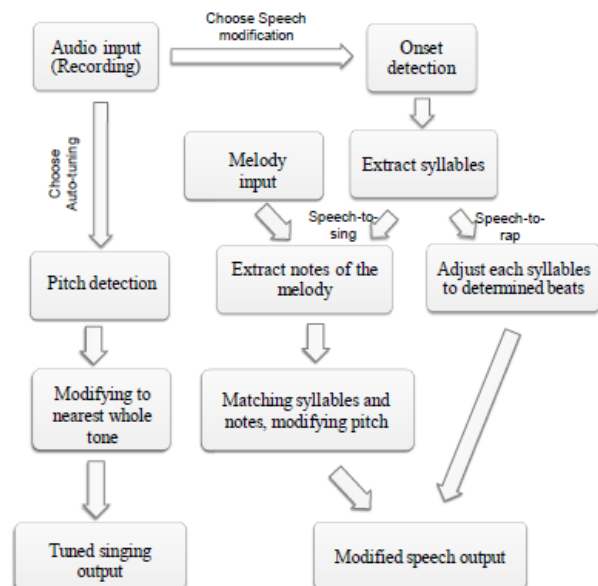 Choose Speech
modification
Audio input
(Recording)
Onset
detection
Choose
Auto-tuning
Melody
input
Extract syllables
Speech-to-
sing
Speech-to-
rap
Pitch detection
Extract notes of the
melody
Adjust each syllables
to determined beats
Modifying to
nearest whole
tone
Matching syllables and
notes, modifying pitch
Tuned singing
output
Modified speech output